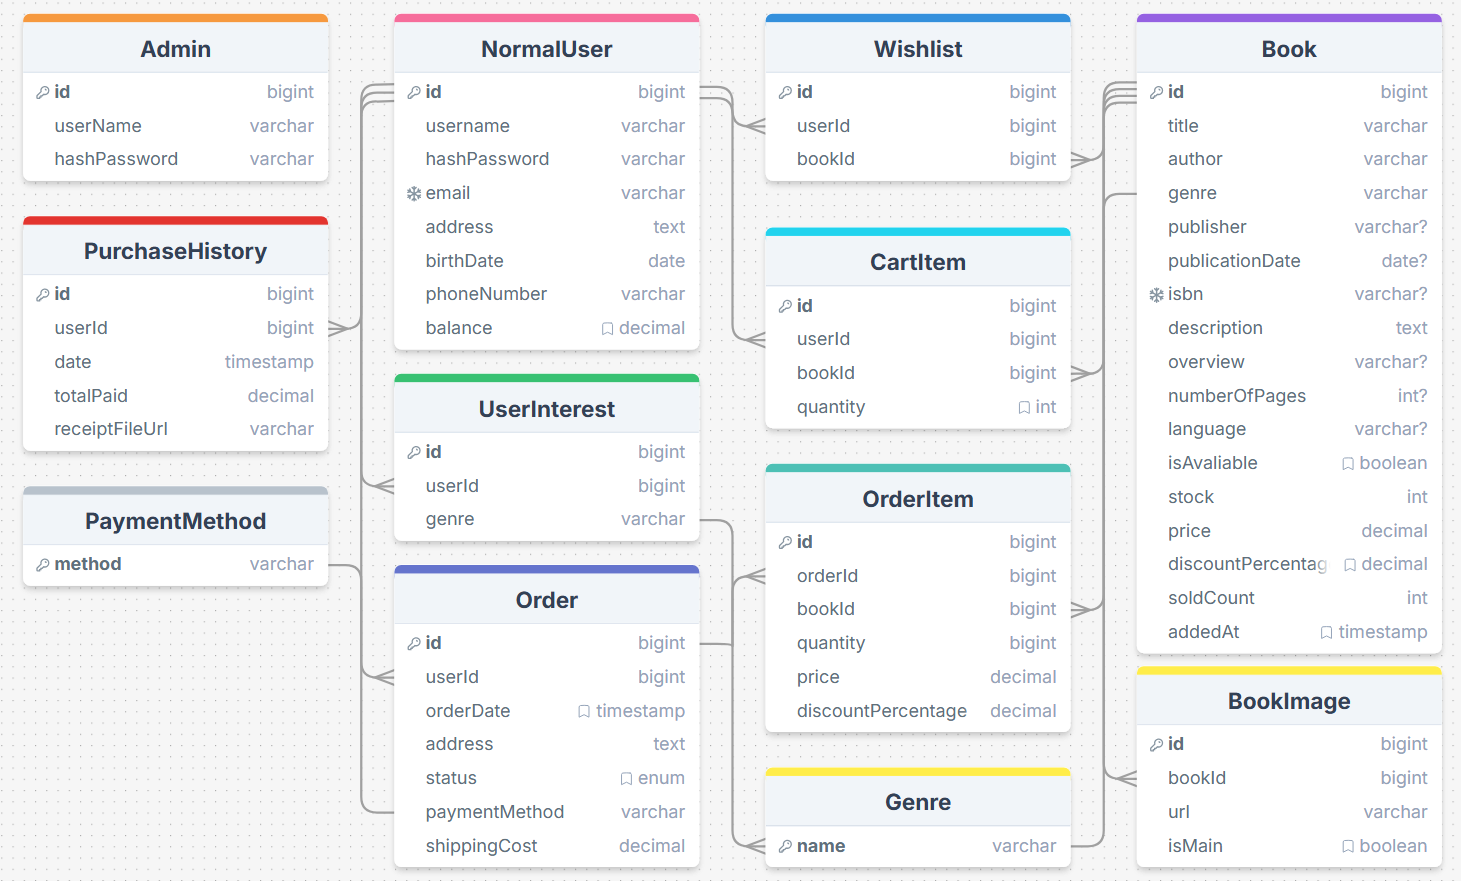 Admin
id bigint
userName varchar
hashPassword varchar
PurchaseHistory
id bigint
userId bigint
date timestamp
totalPaid decimal
receiptFileUrl varchar
PaymentMethod
method varchar
NormalUser
id bigint
username varchar
hashPassword varchar
email varchar
address text
birthDate date
phoneNumber varchar
balance decimal
UserInterest
id bigint
userId bigint
genre varchar
Order
id bigint
userId bigint
orderDate timestamp
address text
status enum
paymentMethod varchar
shippingCost decimal
Wishlist
id bigint
userId bigint
bookId bigint
CartItem
id bigint
userId bigint
bookId bigint
quantity int
OrderItem
id bigint
orderId bigint
bookId bigint
quantity bigint
price decimal
discountPercentage decimal
Genre
name varchar
Book
id bigint
title varchar
author varchar
genre varchar
publisher varchar?
publicationDate date?
isbn varchar?
description text
overview varchar?
numberOfPages int?
language varchar?
isAvaliable boolean
stock int
price decimal
discountPercentag decimal
soldCount int
addedAt timestamp
BookImage
id bigint
bookId bigint
url varchar
isMain boolean